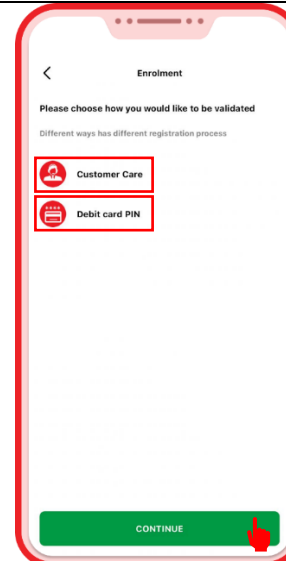 Enrolment
Please choose how you would like to be validated
Different ways has different registration process
Customer Care
Debit card PIN
CONTINUE